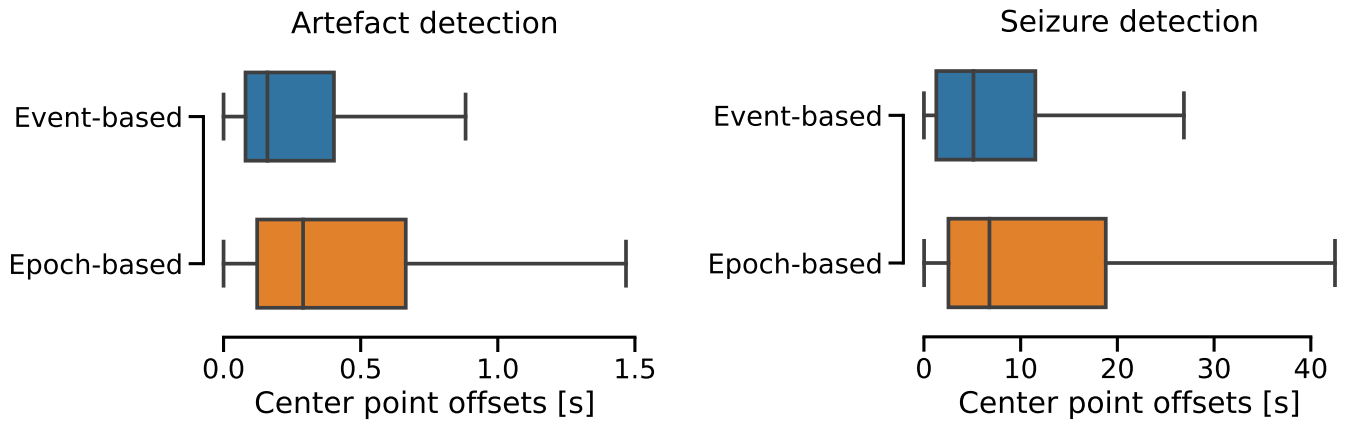 Artefact detection
Event-based
Epoch-based
0.0 0.5 1.0 1.5
Center point offsets [s]
Seizure detection
Event-based
Epoch-based
0 10 20 30 40
Center point offsets [s]